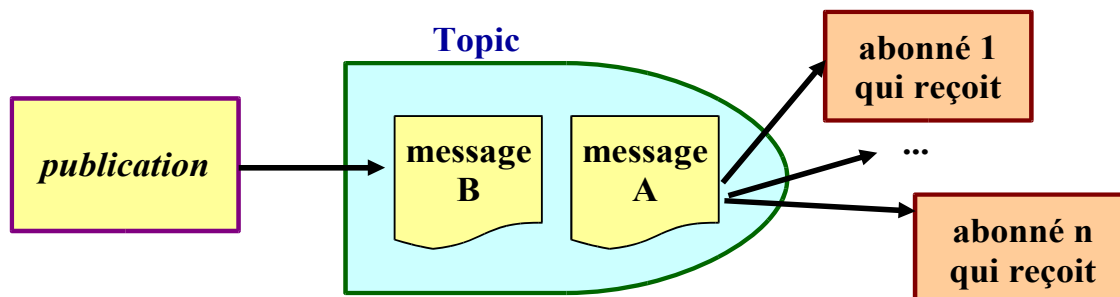 Topic
publication
message
B
message
A
abonné 1
qui reçoit
...
abonné n
qui reçoit